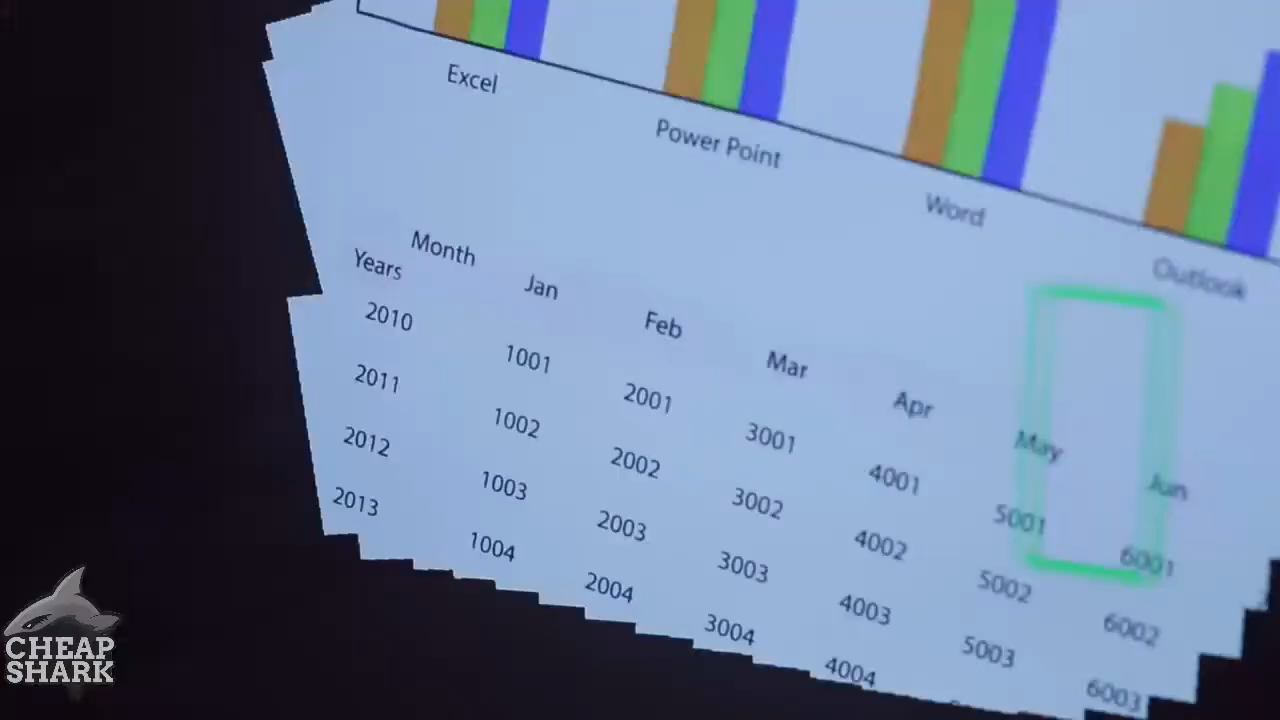 Excel
Power Point
Word
Outlook
Month
Years Jan Feb Mar Apr May Jun
2010 1001 2001 3001 4001 5001 6001
2011 1002 2002 3002 4002 5002 6002
2012 1003 2003 3003 4003 5003 6003
2013 1004 2004 3004 4004
CHEAP
SHARK